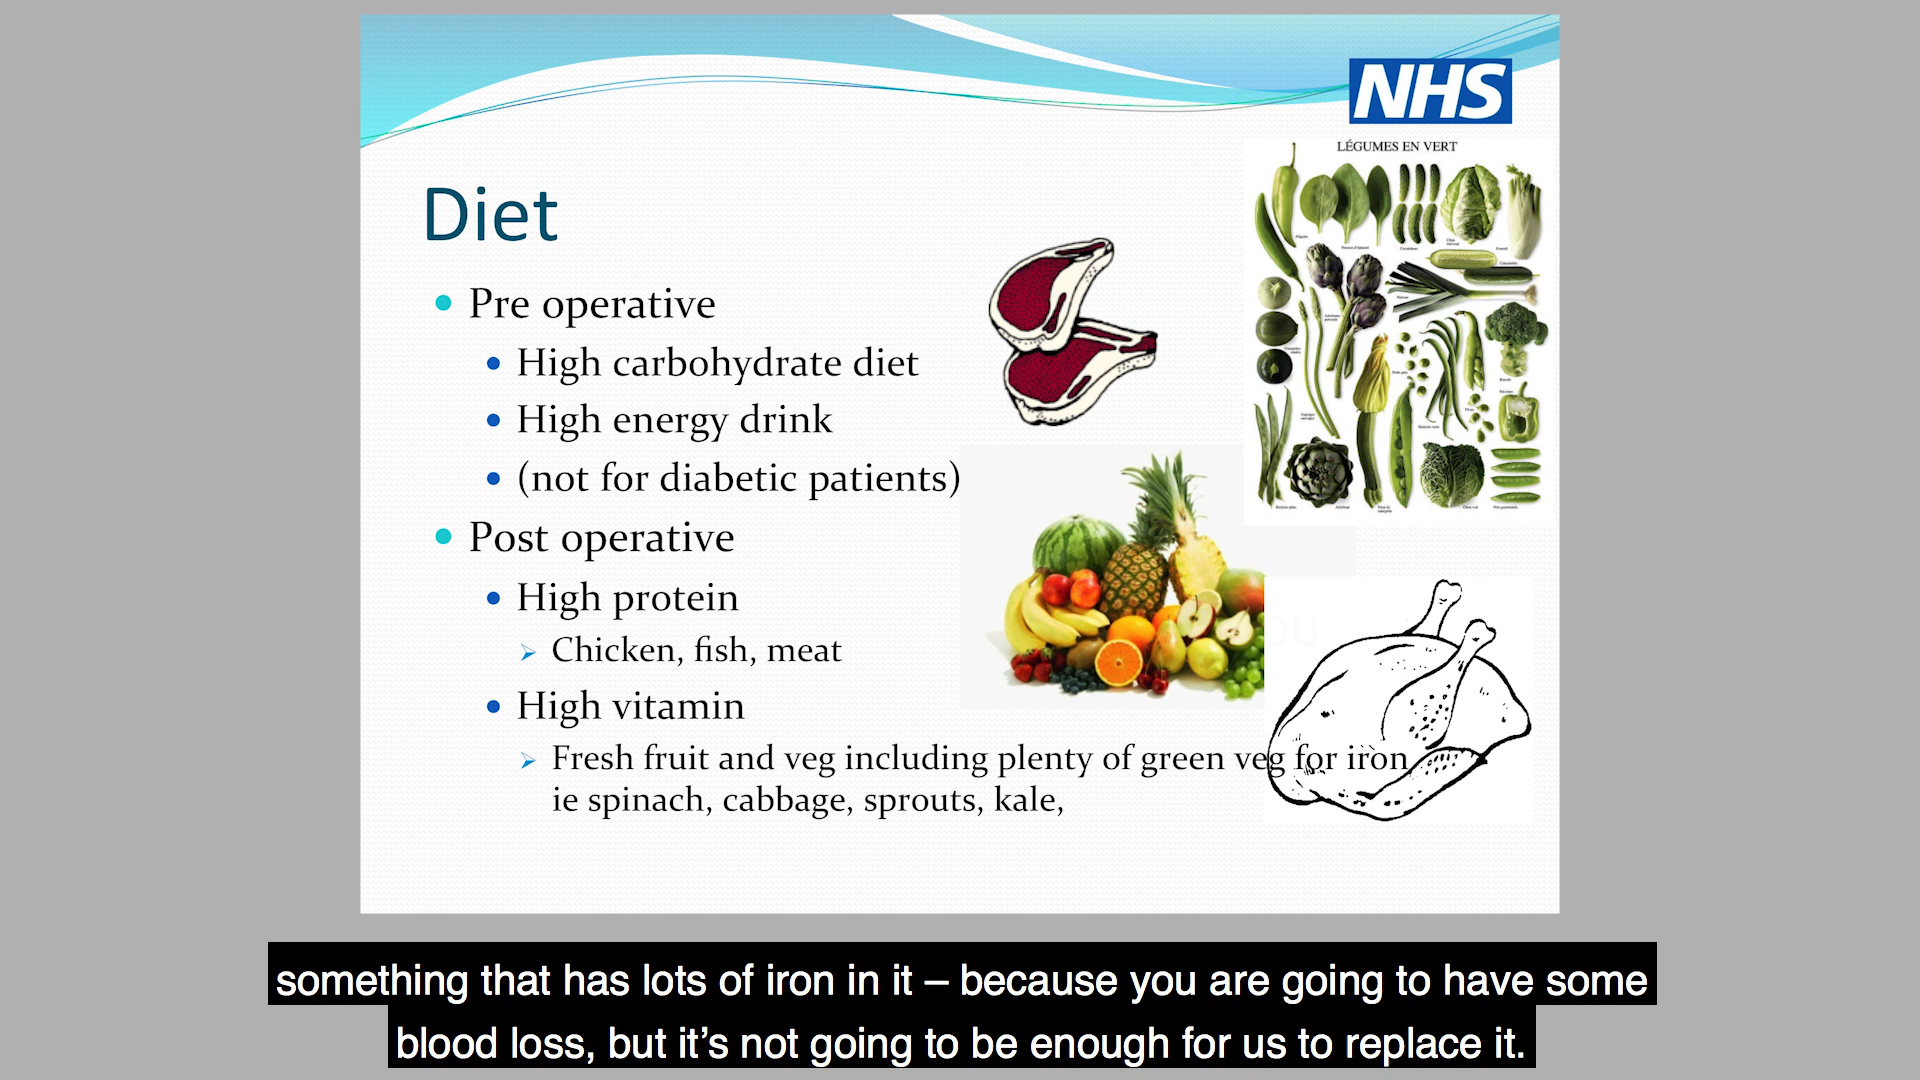 NHS
LÉGUMES EN VERT
Diet
Pre operative
High carbohydrate diet
High energy drink
(not for diabetic patients)
Post operative
High protein
Chicken, fish, meat
High vitamin
Fresh fruit and veg including plenty of green veg for iron
ie spinach, cabbage, sprouts, kale,
something that has lots of iron in it – because you are going to have some
blood loss, but it’s not going to be enough for us to replace it.